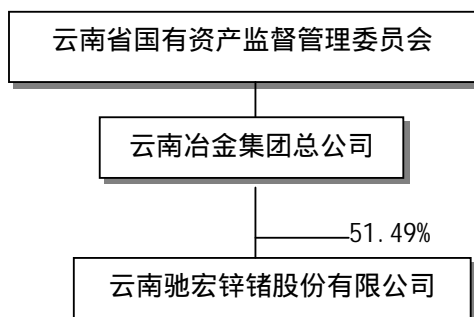 云南省国有资产监督管理委员会
云南冶金集团总公司
51.49%
云南驰宏锌锗股份有限公司